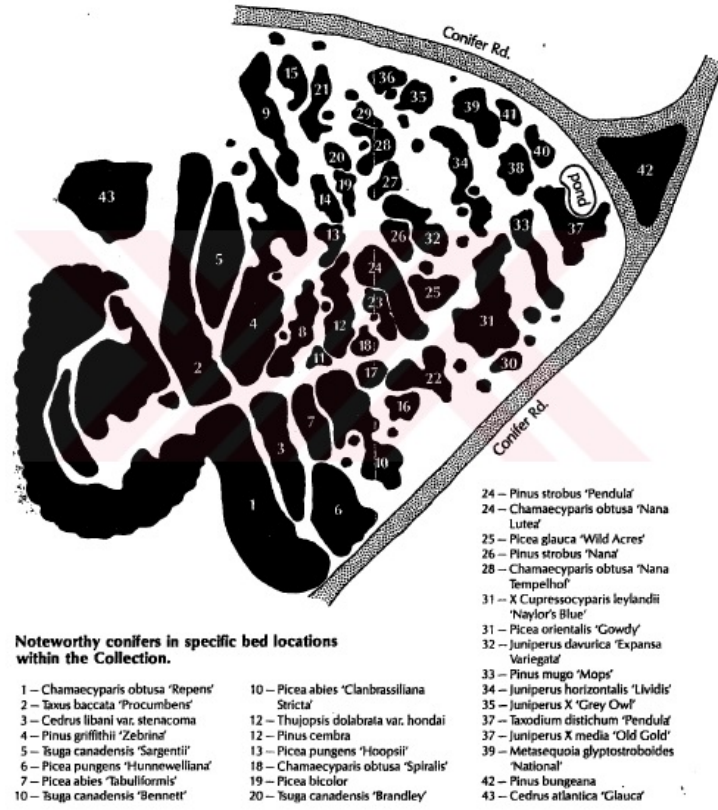 Conifer Rd.
36
15
21
35
9
39
41
29
28
40
20
34
38
42
27
19
14
43
pond
37
33
13
26
32
5
24
25
23
31
4
12
8
18
11
30
2
17
22
16
7
Conifer Rd.
3
10
1
6
24 – Pinus strobus 'Pendula'
24 – Chamaecyparis obtusa 'Nana
Lutea'
25 – Picea glauca 'Wild Acres'
26 – Pinus strobus 'Nana'
28 – Chamaecyparis obtusa 'Nana
Tempelhof'
31 – X Cupressocyparis leylandii
'Naylor's Blue'
31 – Picea orientalis 'Gowdy'
32 – Juniperus davurica 'Expansa
Variegata'
33 – Pinus mugo 'Mops'
34 – Juniperus horizontalis 'Lividis'
35 – Juniperus X 'Grey Owl'
37 – Taxodium distichum 'Pendula'
37 – Juniperus X media 'Old Gold'
39 – Metasequoia glyptostroboides
'National'
42 – Pinus bungeana
43 – Cedrus atlantica 'Glauca'
Noteworthy conifers in specific bed locations
within the Collection.
1 – Chamaecyparis obtusa 'Repens'
2 – Taxus baccata 'Procumbens'
3 – Cedrus libani var. stenacoma
4 – Pinus griffithii 'Zebrina'
5 – Tsuga canadensis 'Sargentii'
6 – Picea pungens 'Hunnewelliana'
7 – Picea abies 'Tabuliformis'
10 – Tsuga canadensis 'Bennett'
10 – Picea abies 'Clanbrassiliana
Stricta'
12 – Thujopsis dolabrata var. hondai
12 – Pinus cembra
13 – Picea pungens 'Hoopsii'
18 – Chamaecyparis obtusa 'Spiralis'
19 – Picea bicolor
20 – Tsuga canadensis 'Brandley'